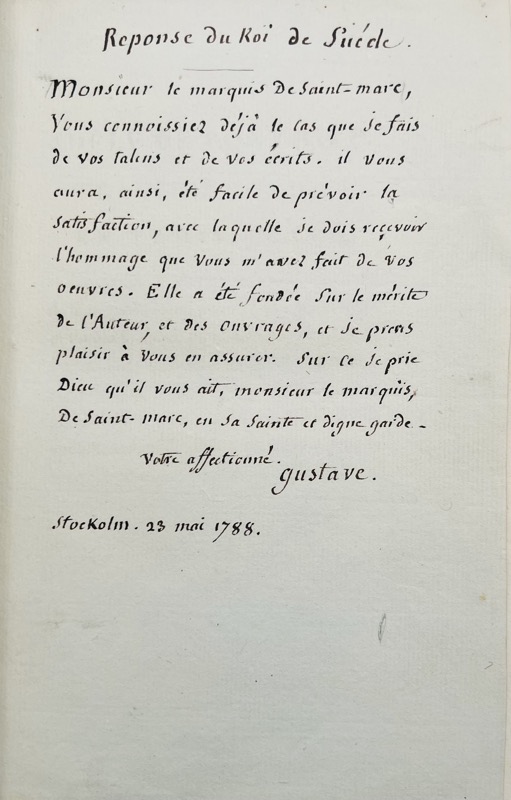 Reponse du Roi de Suéde.
Monsieur le marquis De Saint-marc,
Vous connoissiez déjà le cas que je fais
de vos talens et de vos écrits. il vous
aura, ainsi, été facile de prévoir la
satisfaction, avec laquelle je dois reçevoir
l'hommage que vous m'avez fait de vos
oeuvres. Elle a été fondée sur le mérite
de l'Auteur, et des ouvrages, et je prens
plaisir à vous en assurer. Sur ce je prie
Dieu qu'il vous ait, monsieur le marquis,
De Saint-marc, en sa sainte et digne garde-
votre affectionné.
gustave.
Stockolm. 23 mai 1788.